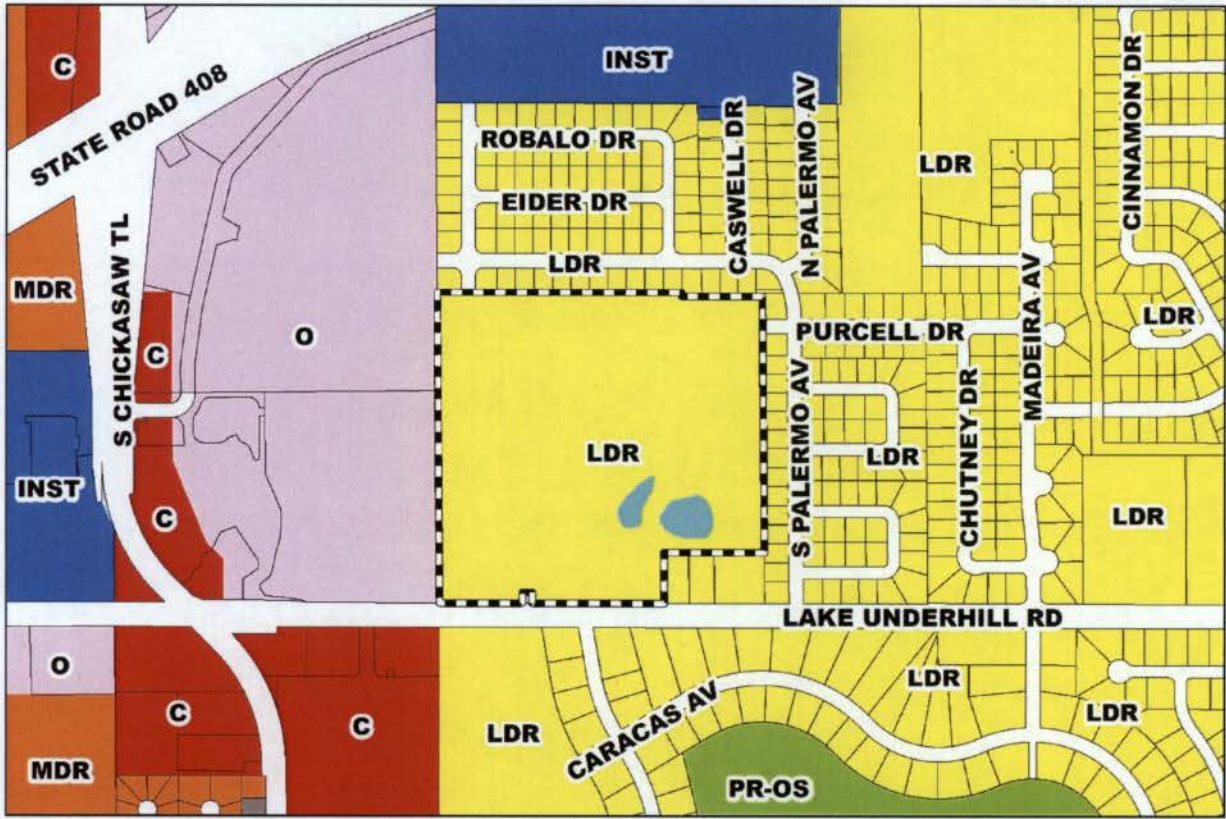 C
INST
STATE ROAD 408
ROBALO DR
CASWELL DR
N PALERMO AV
CINNAMON DR
LDR
EIDER DR
LDR
MDR
S CHICKASAW TL
C
O
PURCELL DR
MADEIRA AV
LDR
S PALERMO AV
CHUTNEY DR
LDR
LDR
INST
C
LDR
LAKE UNDERHILL RD
O
C
C
LDR
CARACAS AV
LDR
LDR
MDR
PR-OS